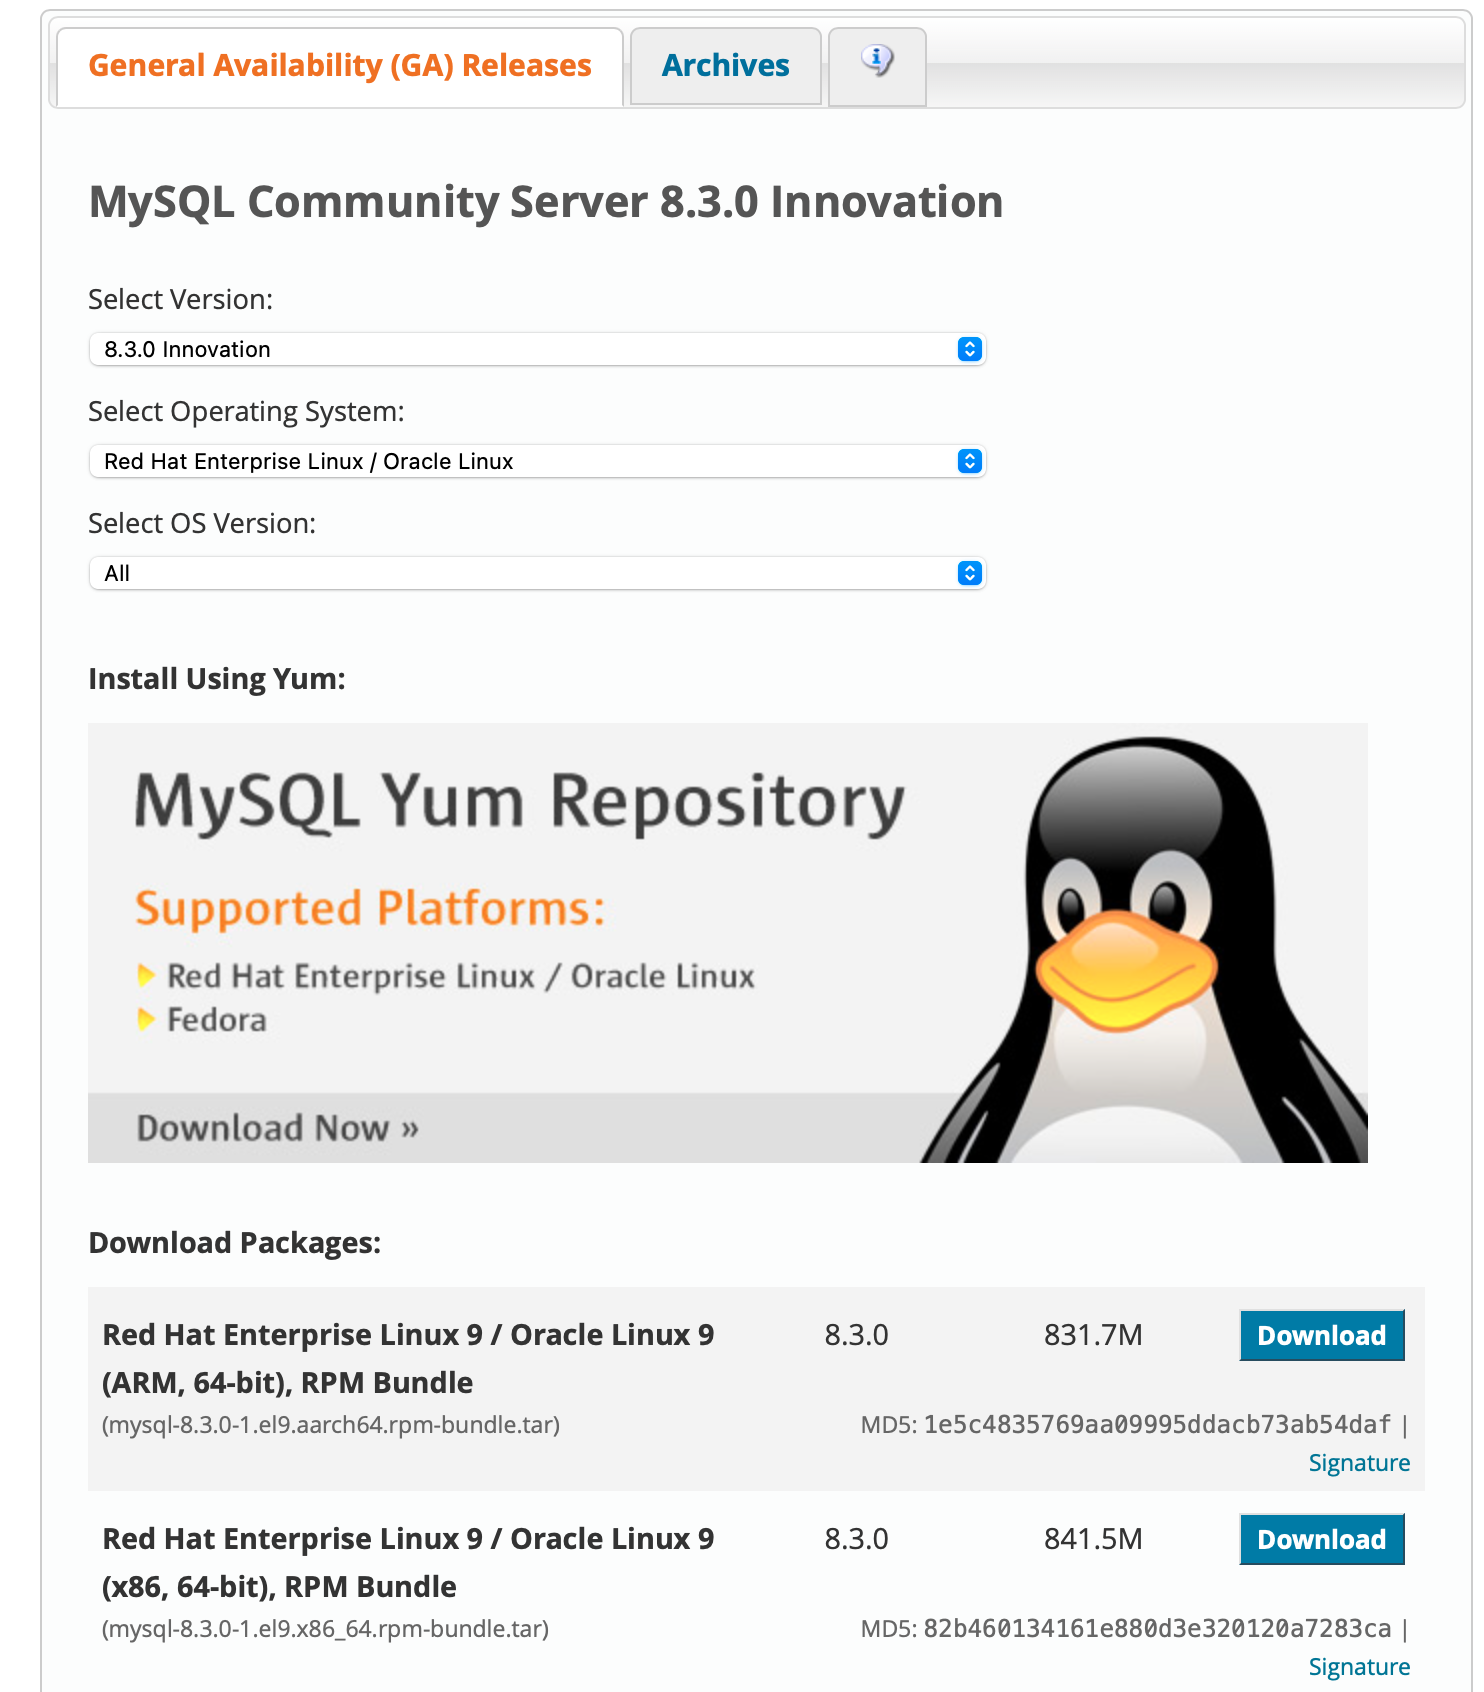 General Availability (GA) Releases
Archives
MySQL Community Server 8.3.0 Innovation
Select Version:
8.3.0 Innovation
Select Operating System:
Red Hat Enterprise Linux / Oracle Linux
Select OS Version:
All
Install Using Yum:
MySQL Yum Repository
Supported Platforms:
Red Hat Enterprise Linux / Oracle Linux
Fedora
Download Now »
Download Packages:
Red Hat Enterprise Linux 9 / Oracle Linux 9 8.3.0 831.7M Download
(ARM, 64-bit), RPM Bundle
(mysql-8.3.0-1.el9.aarch64.rpm-bundle.tar) MD5: 1e5c4835769aa09995ddacb73ab54daf |
Signature
Red Hat Enterprise Linux 9 / Oracle Linux 9 8.3.0 841.5M Download
(x86, 64-bit), RPM Bundle
(mysql-8.3.0-1.el9.x86_64.rpm-bundle.tar) MD5: 82b460134161e880d3e320120a7283ca |
Signature